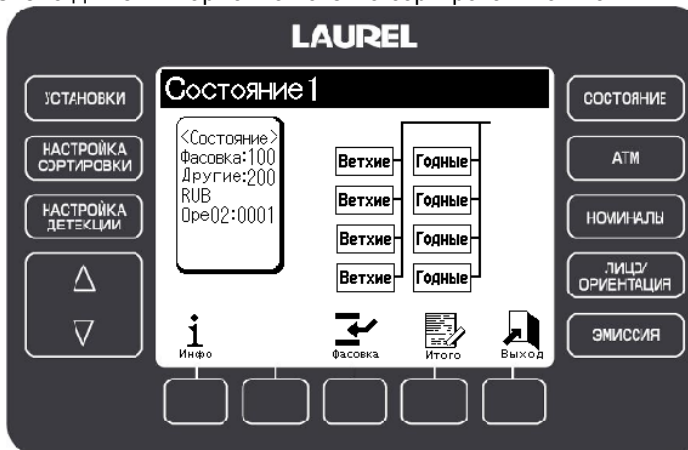 LAUREL
УСТАНОВКИ
НАСТРОЙКА
СОРТИРОВКИ
НАСТРОЙКА
ДЕТЕКЦИИ
Состояние1
<Состояние>
Фасовка:100
Другие:200
RUB
Оре02:0001
Ветхие Годные
Ветхие Годные
Ветхие Годные
Ветхие Годные
Инфо Фасовка Итого Выход
СОСТОЯНИЕ
АТМ
НОМИНАЛЫ
ЛИЦО/
ОРИЕНТАЦИЯ
ЭМИССИЯ